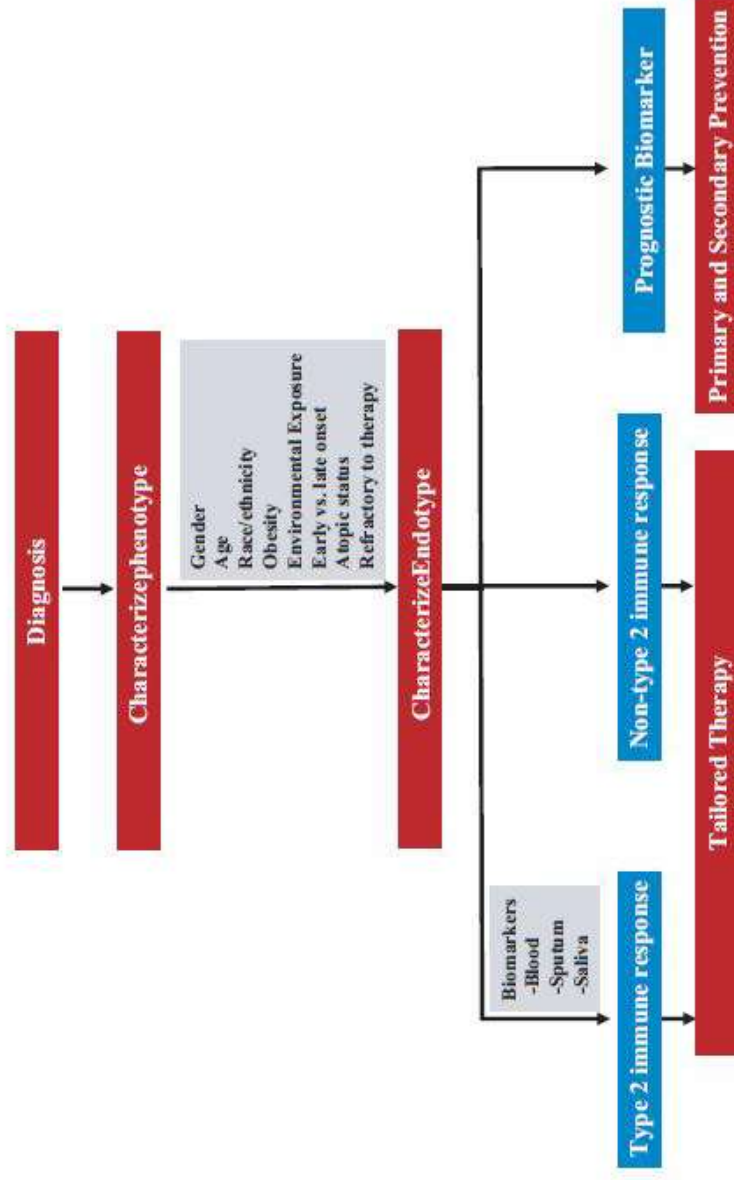 Diagnosis
Characterizephenotype
Gender
Age
Race/ethnicity
Obesity
Environmental Exposure
Early vs. late onset
Atopic status
Refractory to therapy
CharacterizeEndotype
Biomarkers
-Blood
-Sputum
-Saliva
Type 2 immune response
Non-type 2 immune response
Prognostic Biomarker
Tailored Therapy
Primary and Secondary Prevention